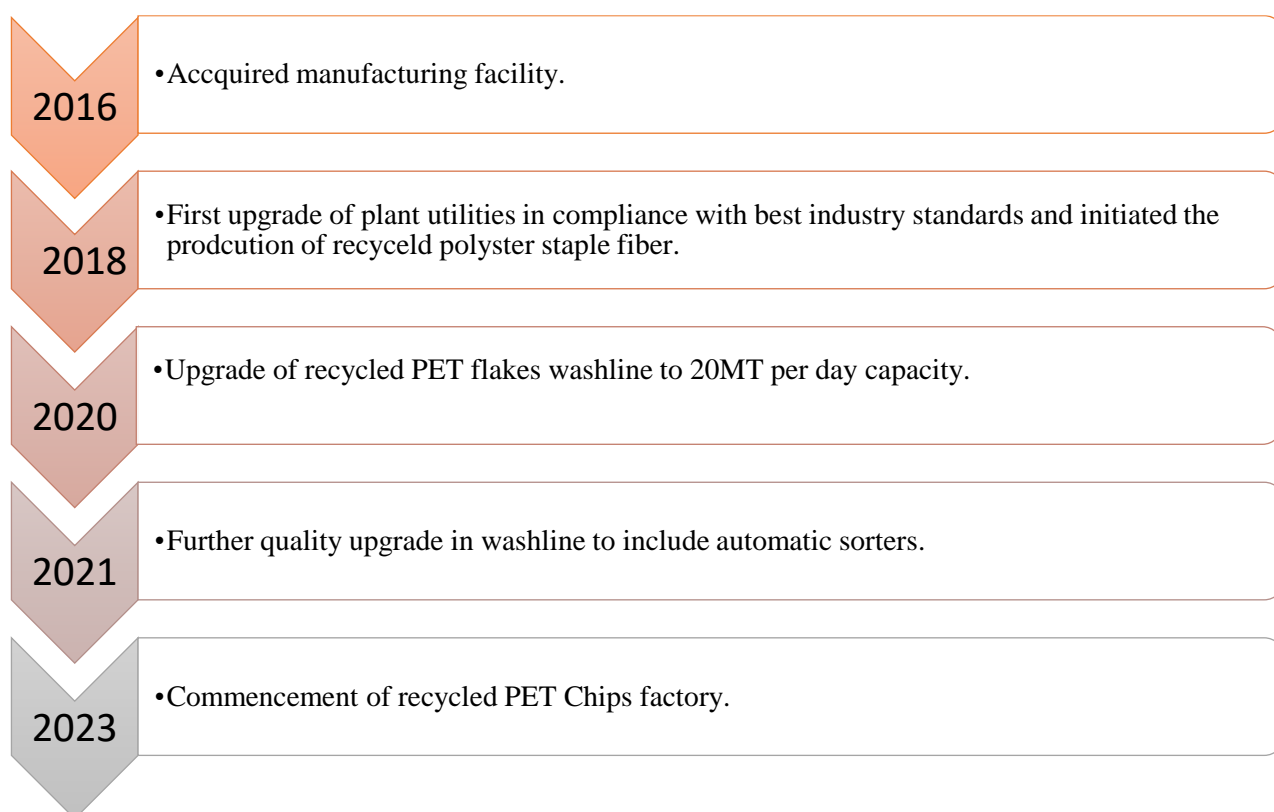 2016
•Accquired manufacturing facility.
2018
•First upgrade of plant utilities in compliance with best industry standards and initiated the
prodcution of recyceld polyster staple fiber.
2020
•Upgrade of recycled PET flakes washline to 20MT per day capacity.
2021
•Further quality upgrade in washline to include automatic sorters.
2023
•Commencement of recycled PET Chips factory.